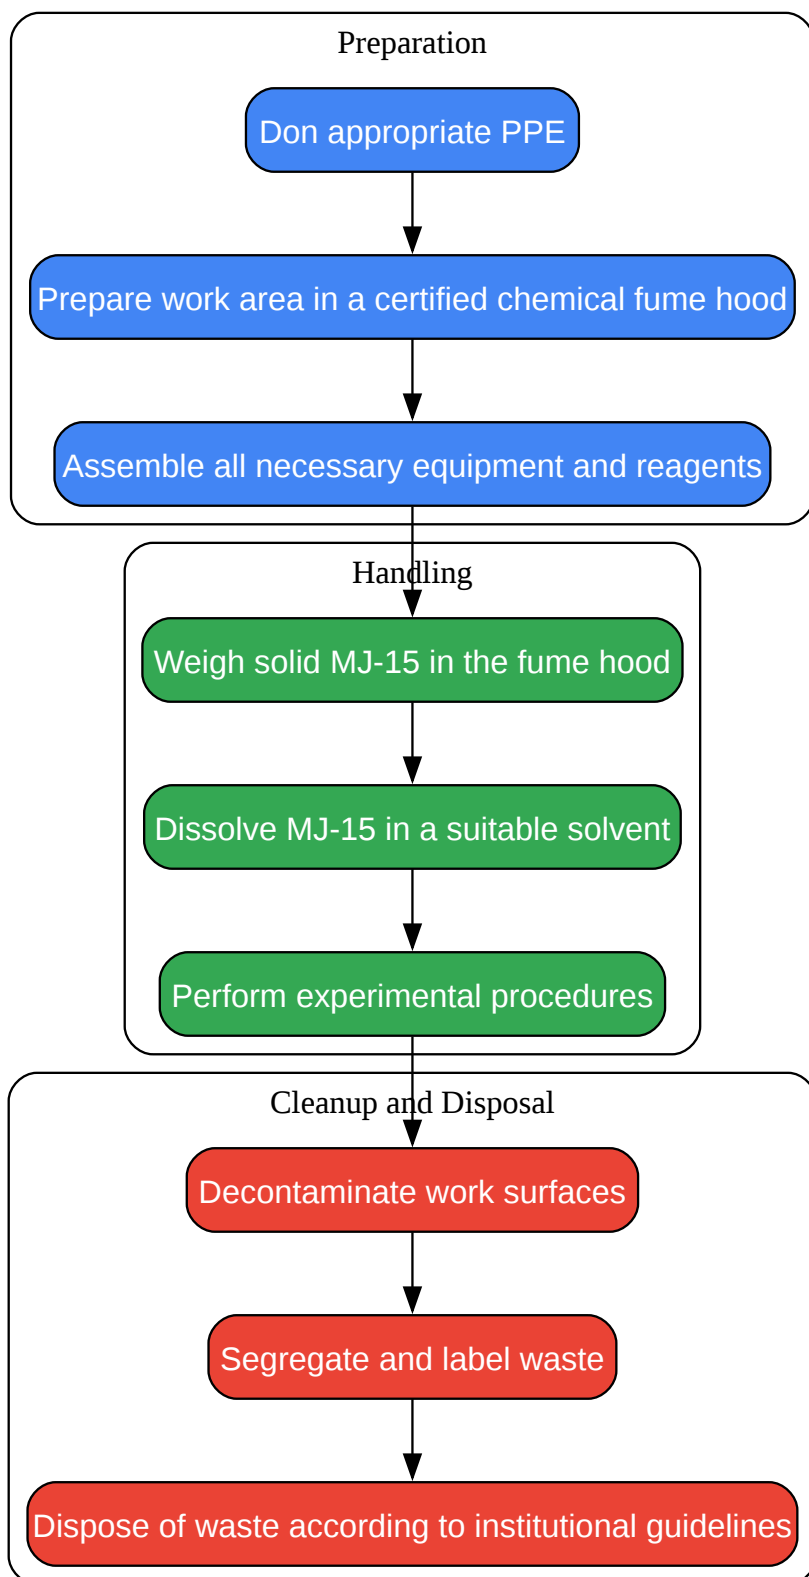 Preparation
Don appropriate PPE
Prepare work area in a certified chemical fume hood
Assemble all necessary equipment and reagents
Handling
Weigh solid MJ-15 in the fume hood
Dissolve MJ-15 in a suitable solvent
Perform experimental procedures
Cleanup and Disposal
Decontaminate work surfaces
Segregate and label waste
Dispose of waste according to institutional guidelines